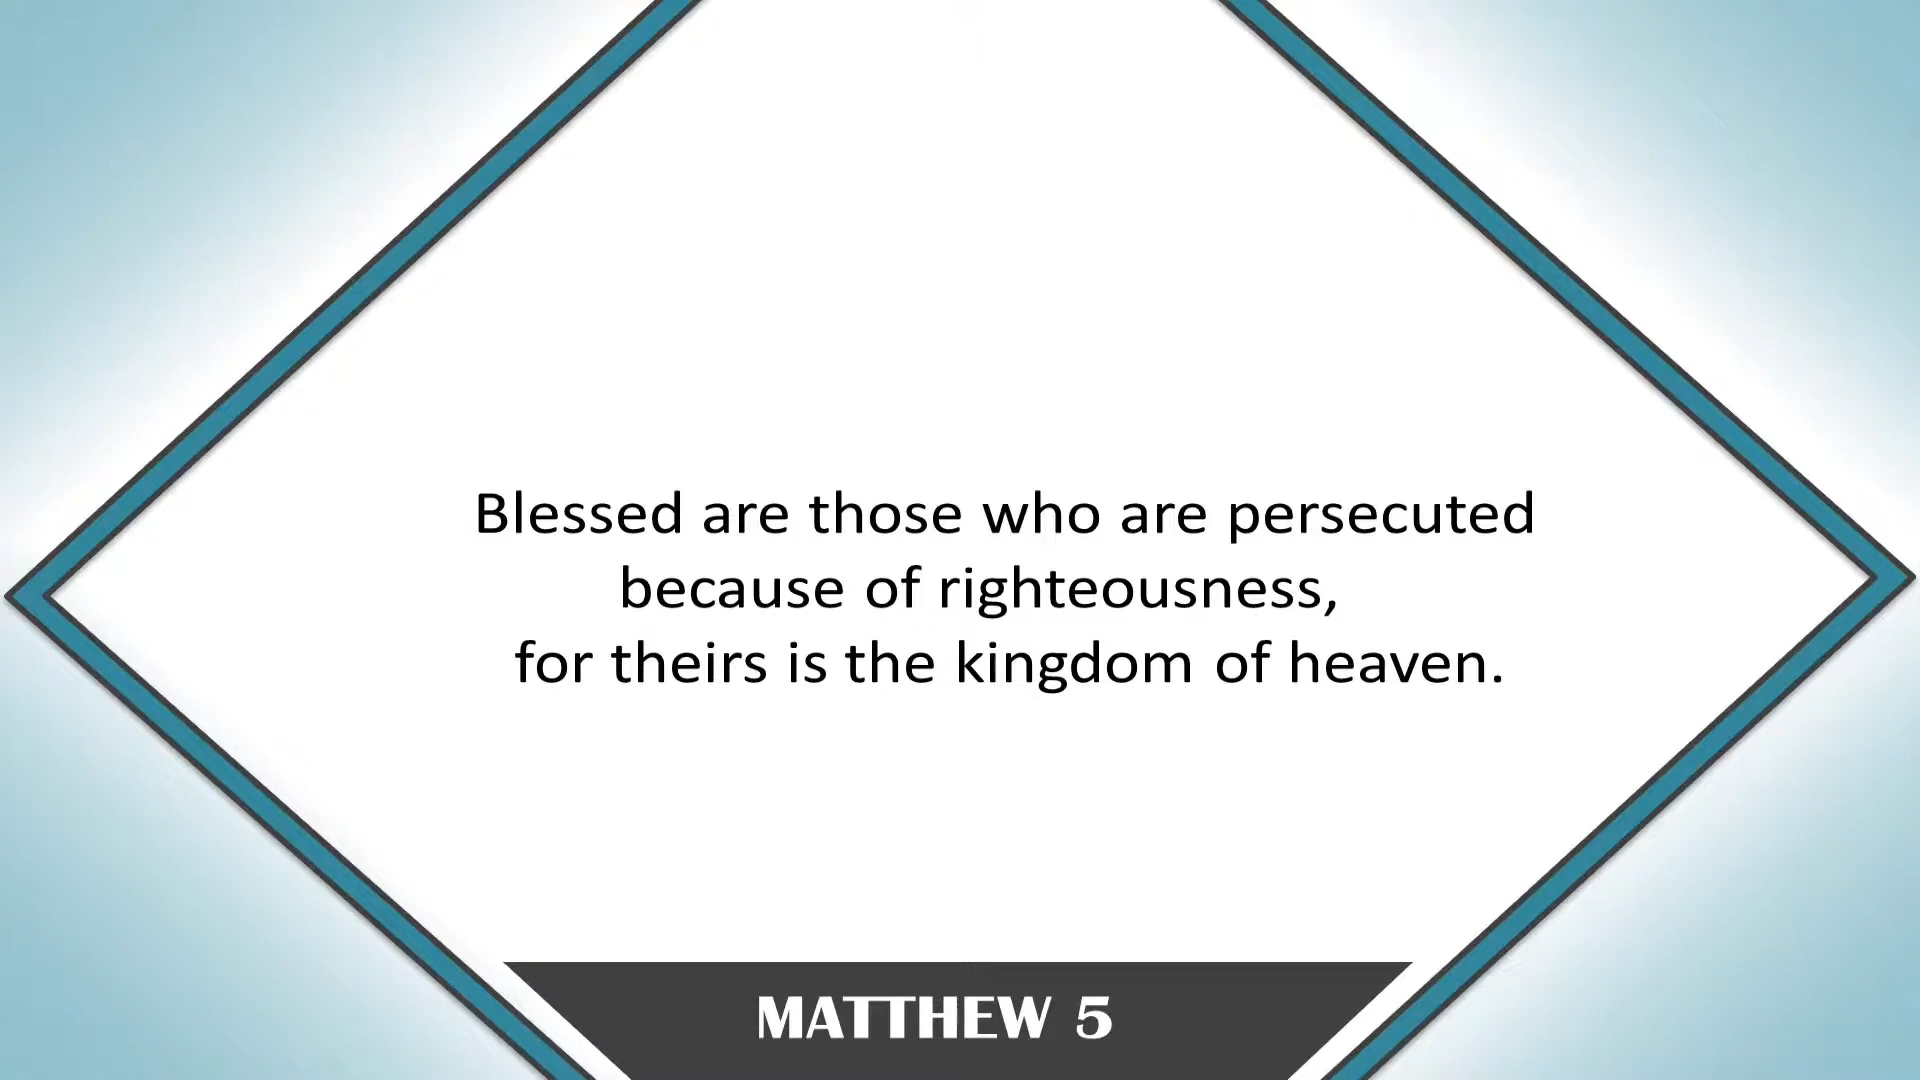 Blessed are those who are persecuted
because of righteousness,
for theirs is the kingdom of heaven.
MATTHEW 5